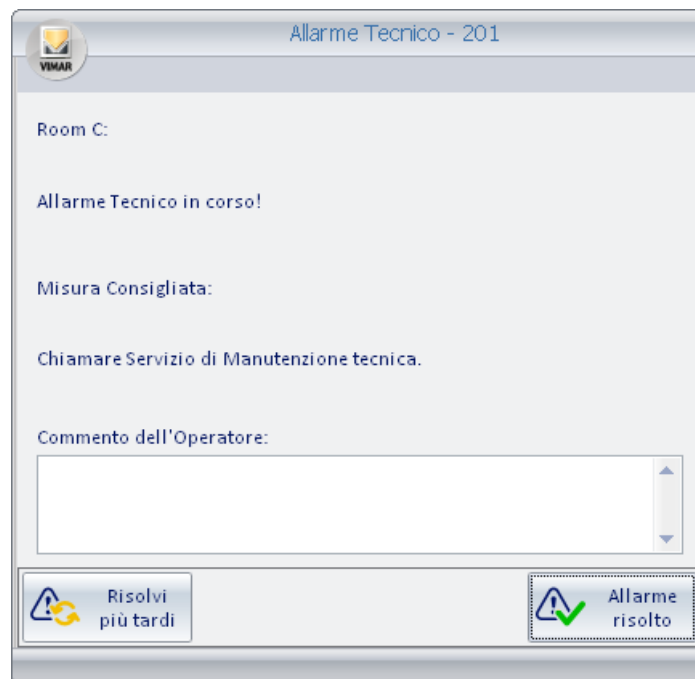 Allarme Tecnico - 201
VIMAR
Room C:
Allarme Tecnico in corso!
Misura Consigliata:
Chiamare Servizio di Manutenzione tecnica.
Commento dell'Operatore:
Risolvi
più tardi
Allarme
risolto